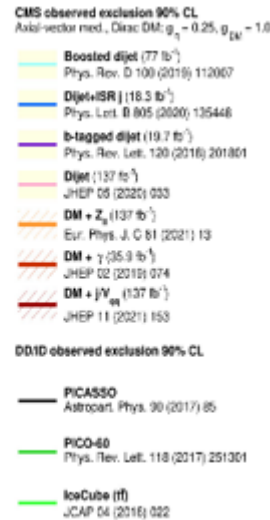 CMS observed exclusion 90% CL
Axial-vector med., Dirac DM; g_q = 0.25, g_DM = 1.0
Boosted dijet (77 fb⁻¹)
Phys. Rev. D 100 (2019) 112007
Dijet+ISR j (18.3 fb⁻¹)
Phys. Lett. B 805 (2020) 135448
b-tagged dijet (19.7 fb⁻¹)
Phys. Rev. Lett. 120 (2018) 201801
Dijet (137 fb⁻¹)
JHEP 05 (2020) 033
DM + Z_ll (137 fb⁻¹)
Eur. Phys. J. C 81 (2021) 13
DM + γ (35.9 fb⁻¹)
JHEP 02 (2019) 074
DM + j/V_qq (137 fb⁻¹)
JHEP 11 (2021) 153
DD/ID observed exclusion 90% CL
PICASSO
Astropart. Phys. 90 (2017) 85
PICO-60
Phys. Rev. Lett. 118 (2017) 251301
IceCube (tt̄)
JCAP 04 (2016) 022